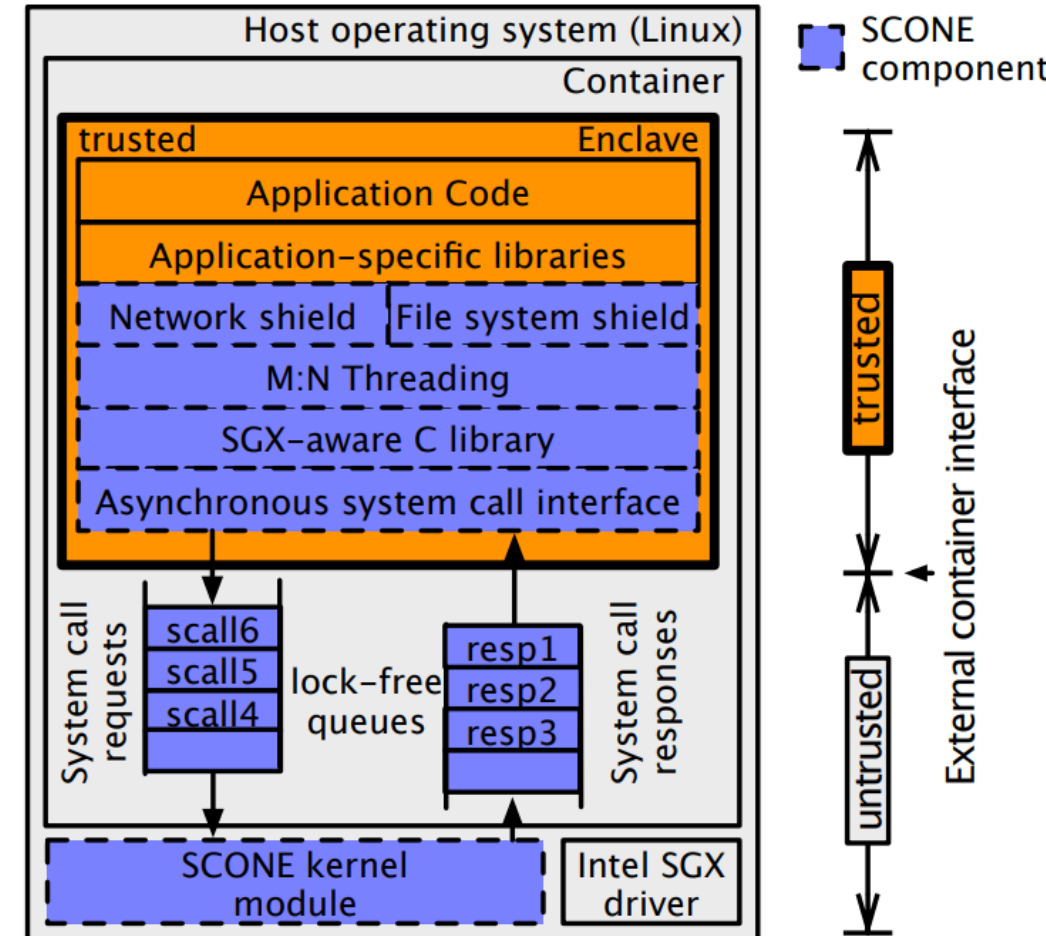 Host operating system (Linux)
SCONE
component
Container
trusted
Enclave
Application Code
Application-specific libraries
Network shield
File system shield
M:N Threading
SGX-aware C library
Asynchronous system call interface
System call
requests
scall6
scall5
scall4
lock-free
queues
resp1
resp2
resp3
System call
responses
SCONE kernel
module
Intel SGX
driver
trusted
untrusted
External container interface